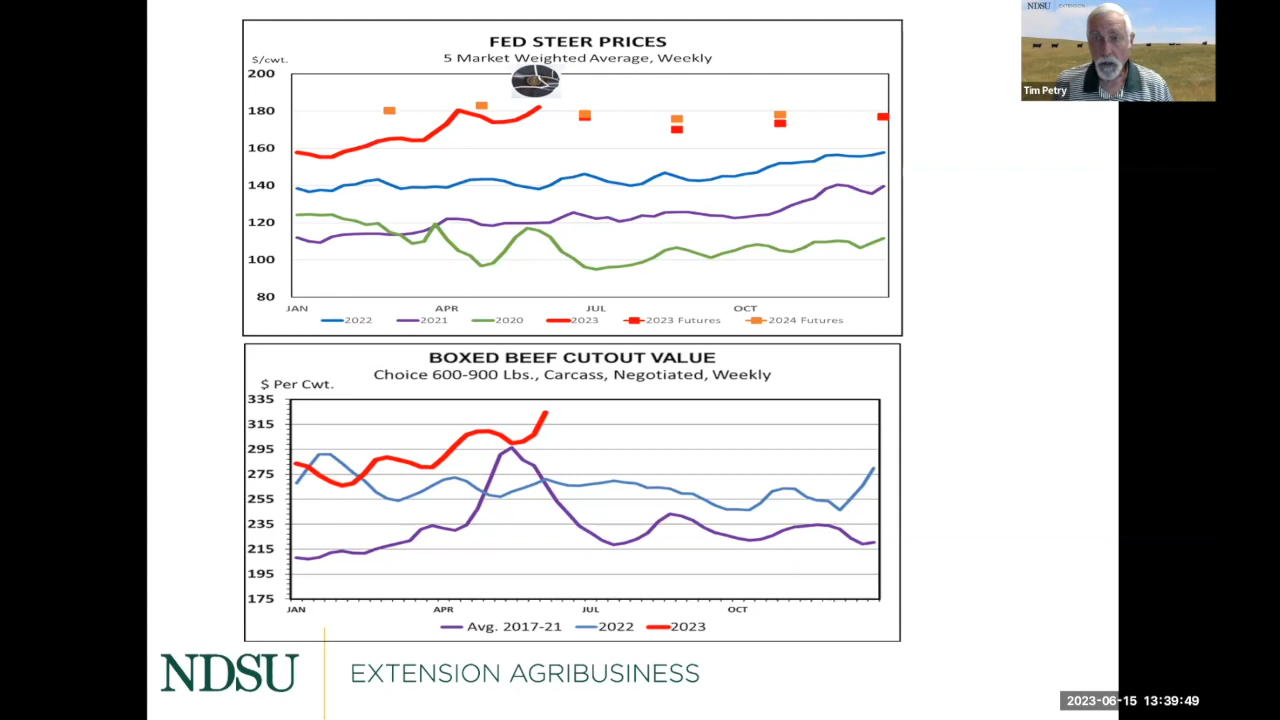 FED STEER PRICES
5 Market Weighted Average, Weekly
$/cwt.
200
180
160
140
120
100
80
JAN APR JUL OCT
2022 2021 2020 2023 2023 Futures 2024 Futures
BOXED BEEF CUTOUT VALUE
Choice 600-900 Lbs., Carcass, Negotiated, Weekly
$ Per Cwt.
335
315
295
275
255
235
215
195
175
JAN APR JUL OCT
Avg. 2017-21 2022 2023
NDSU EXTENSION AGRIBUSINESS
NDSU EXTENSION
Tim Petry
2023-06-15 13:39:49